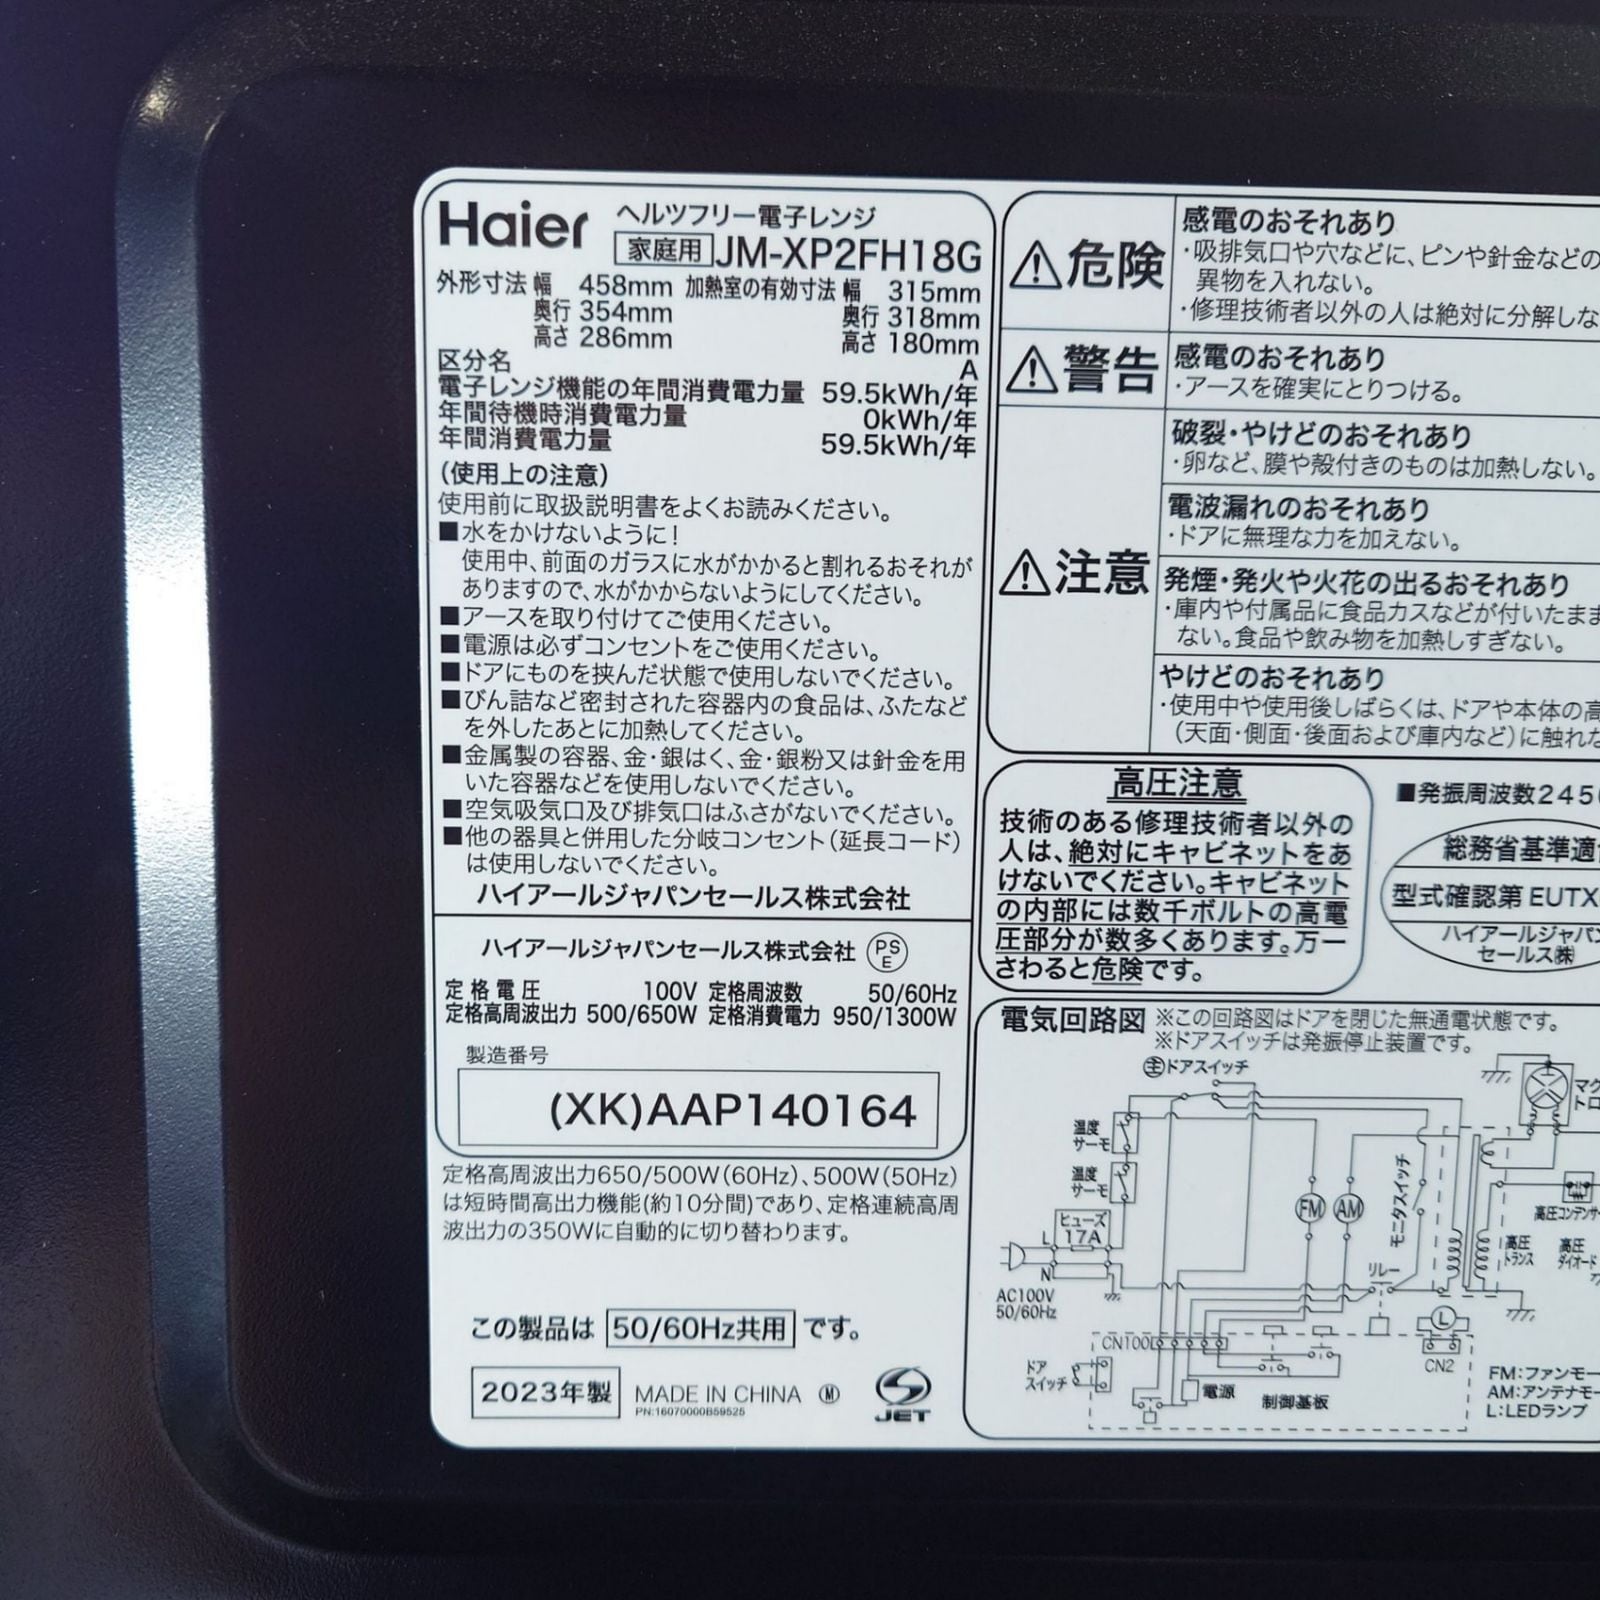 Haier ヘルツフリー電子レンジ
家庭用 JM-XP2FH18G
外形寸法 幅 458mm 加熱室の有効寸法 幅 315mm
奥行 354mm 奥行 318mm
高さ 286mm 高さ 180mm
区分名 A
電子レンジ機能の年間消費電力量 59.5kWh/年
年間待機時消費電力量 0kWh/年
年間消費電力量 59.5kWh/年
(使用上の注意)
使用前に取扱説明書をよくお読みください。
■水をかけないように!
使用中、前面のガラスに水がかかると割れるおそれが
ありますので、水がかからないようにしてください。
■アースを取り付けてご使用ください。
■電源は必ずコンセントをご使用ください。
■ドアにものを挟んだ状態で使用しないでください。
■びん詰など密封された容器内の食品は、ふたなど
を外したあとに加熱してください。
■金属製の容器、金・銀はく、金・銀粉又は針金を用
いた容器などを使用しないでください。
■空気吸気口及び排気口はふさがないでください。
■他の器具と併用した分岐コンセント(延長コード)
は使用しないでください。
ハイアールジャパンセールス株式会社
ハイアールジャパンセールス株式会社 PSE
定格電圧 100V 定格周波数 50/60Hz
定格高周波出力 500/650W 定格消費電力 950/1300W
製造番号
(XK)AAP140164
定格高周波出力650/500W(60Hz)、500W(50Hz)
は短時間高出力機能(約10分間)であり、定格連続高周
波出力の350Wに自動的に切り替わります。
この製品は 50/60Hz共用 です。
2023年製 MADE IN CHINA Ⓜ JET
PN:16070000B59525
⚠危険
感電のおそれあり
・吸排気口や穴などに、ピンや針金などの
異物を入れない。
・修理技術者以外の人は絶対に分解しな
⚠警告
感電のおそれあり
・アースを確実にとりつける。
⚠注意
破裂・やけどのおそれあり
・卵など、膜や殻付きのものは加熱しない。
電波漏れのおそれあり
・ドアに無理な力を加えない。
発煙・発火や火花の出るおそれあり
・庫内や付属品に食品カスなどが付いたまま
ない。食品や飲み物を加熱しすぎない。
やけどのおそれあり
・使用中や使用後しばらくは、ドアや本体の高
(天面・側面・後面および庫内など)に触れな
高圧注意
技術のある修理技術者以外の
人は、絶対にキャビネットをあ
けないでください。キャビネット
の内部には数千ボルトの高電
圧部分が数多くあります。万一
さわると危険です。
■発振周波数245
総務省基準適
型式確認第 EUTX
ハイアールジャパン
セールス㈱
電気回路図 ※この回路図はドアを閉じた無通電状態です。
※ドアスイッチは発振停止装置です。
主ドアスイッチ
マグ
温度
サーモ
温度
サーモ
モニタスイッチ
FM AM
高圧コンデンサー
ヒューズ
17A
L
N
高圧
トランス
高圧
ダイオード
リレー
AC100V
50/60Hz
L
CN100
CN2
ドア
スイッチ
電源
制御基板
FM:ファンモー
AM:アンテナモー
L:LEDランプ